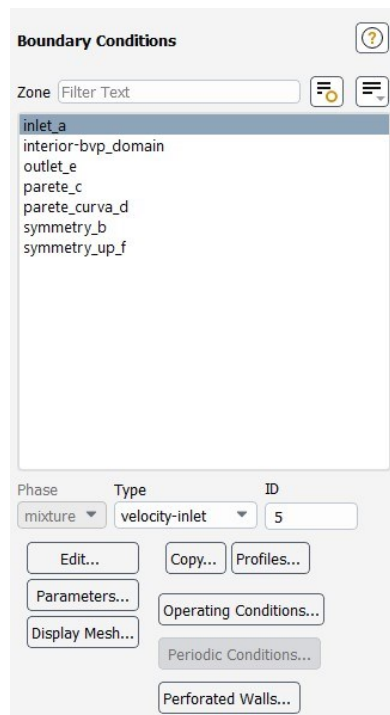 Boundary Conditions
?
Zone Filter Text
inlet_a
interior-bvp_domain
outlet_e
parete_c
parete_curva_d
symmetry_b
symmetry_up_f
Phase Type ID
mixture velocity-inlet 5
Edit... Copy... Profiles...
Parameters... Operating Conditions...
Display Mesh... Periodic Conditions...
Perforated Walls...